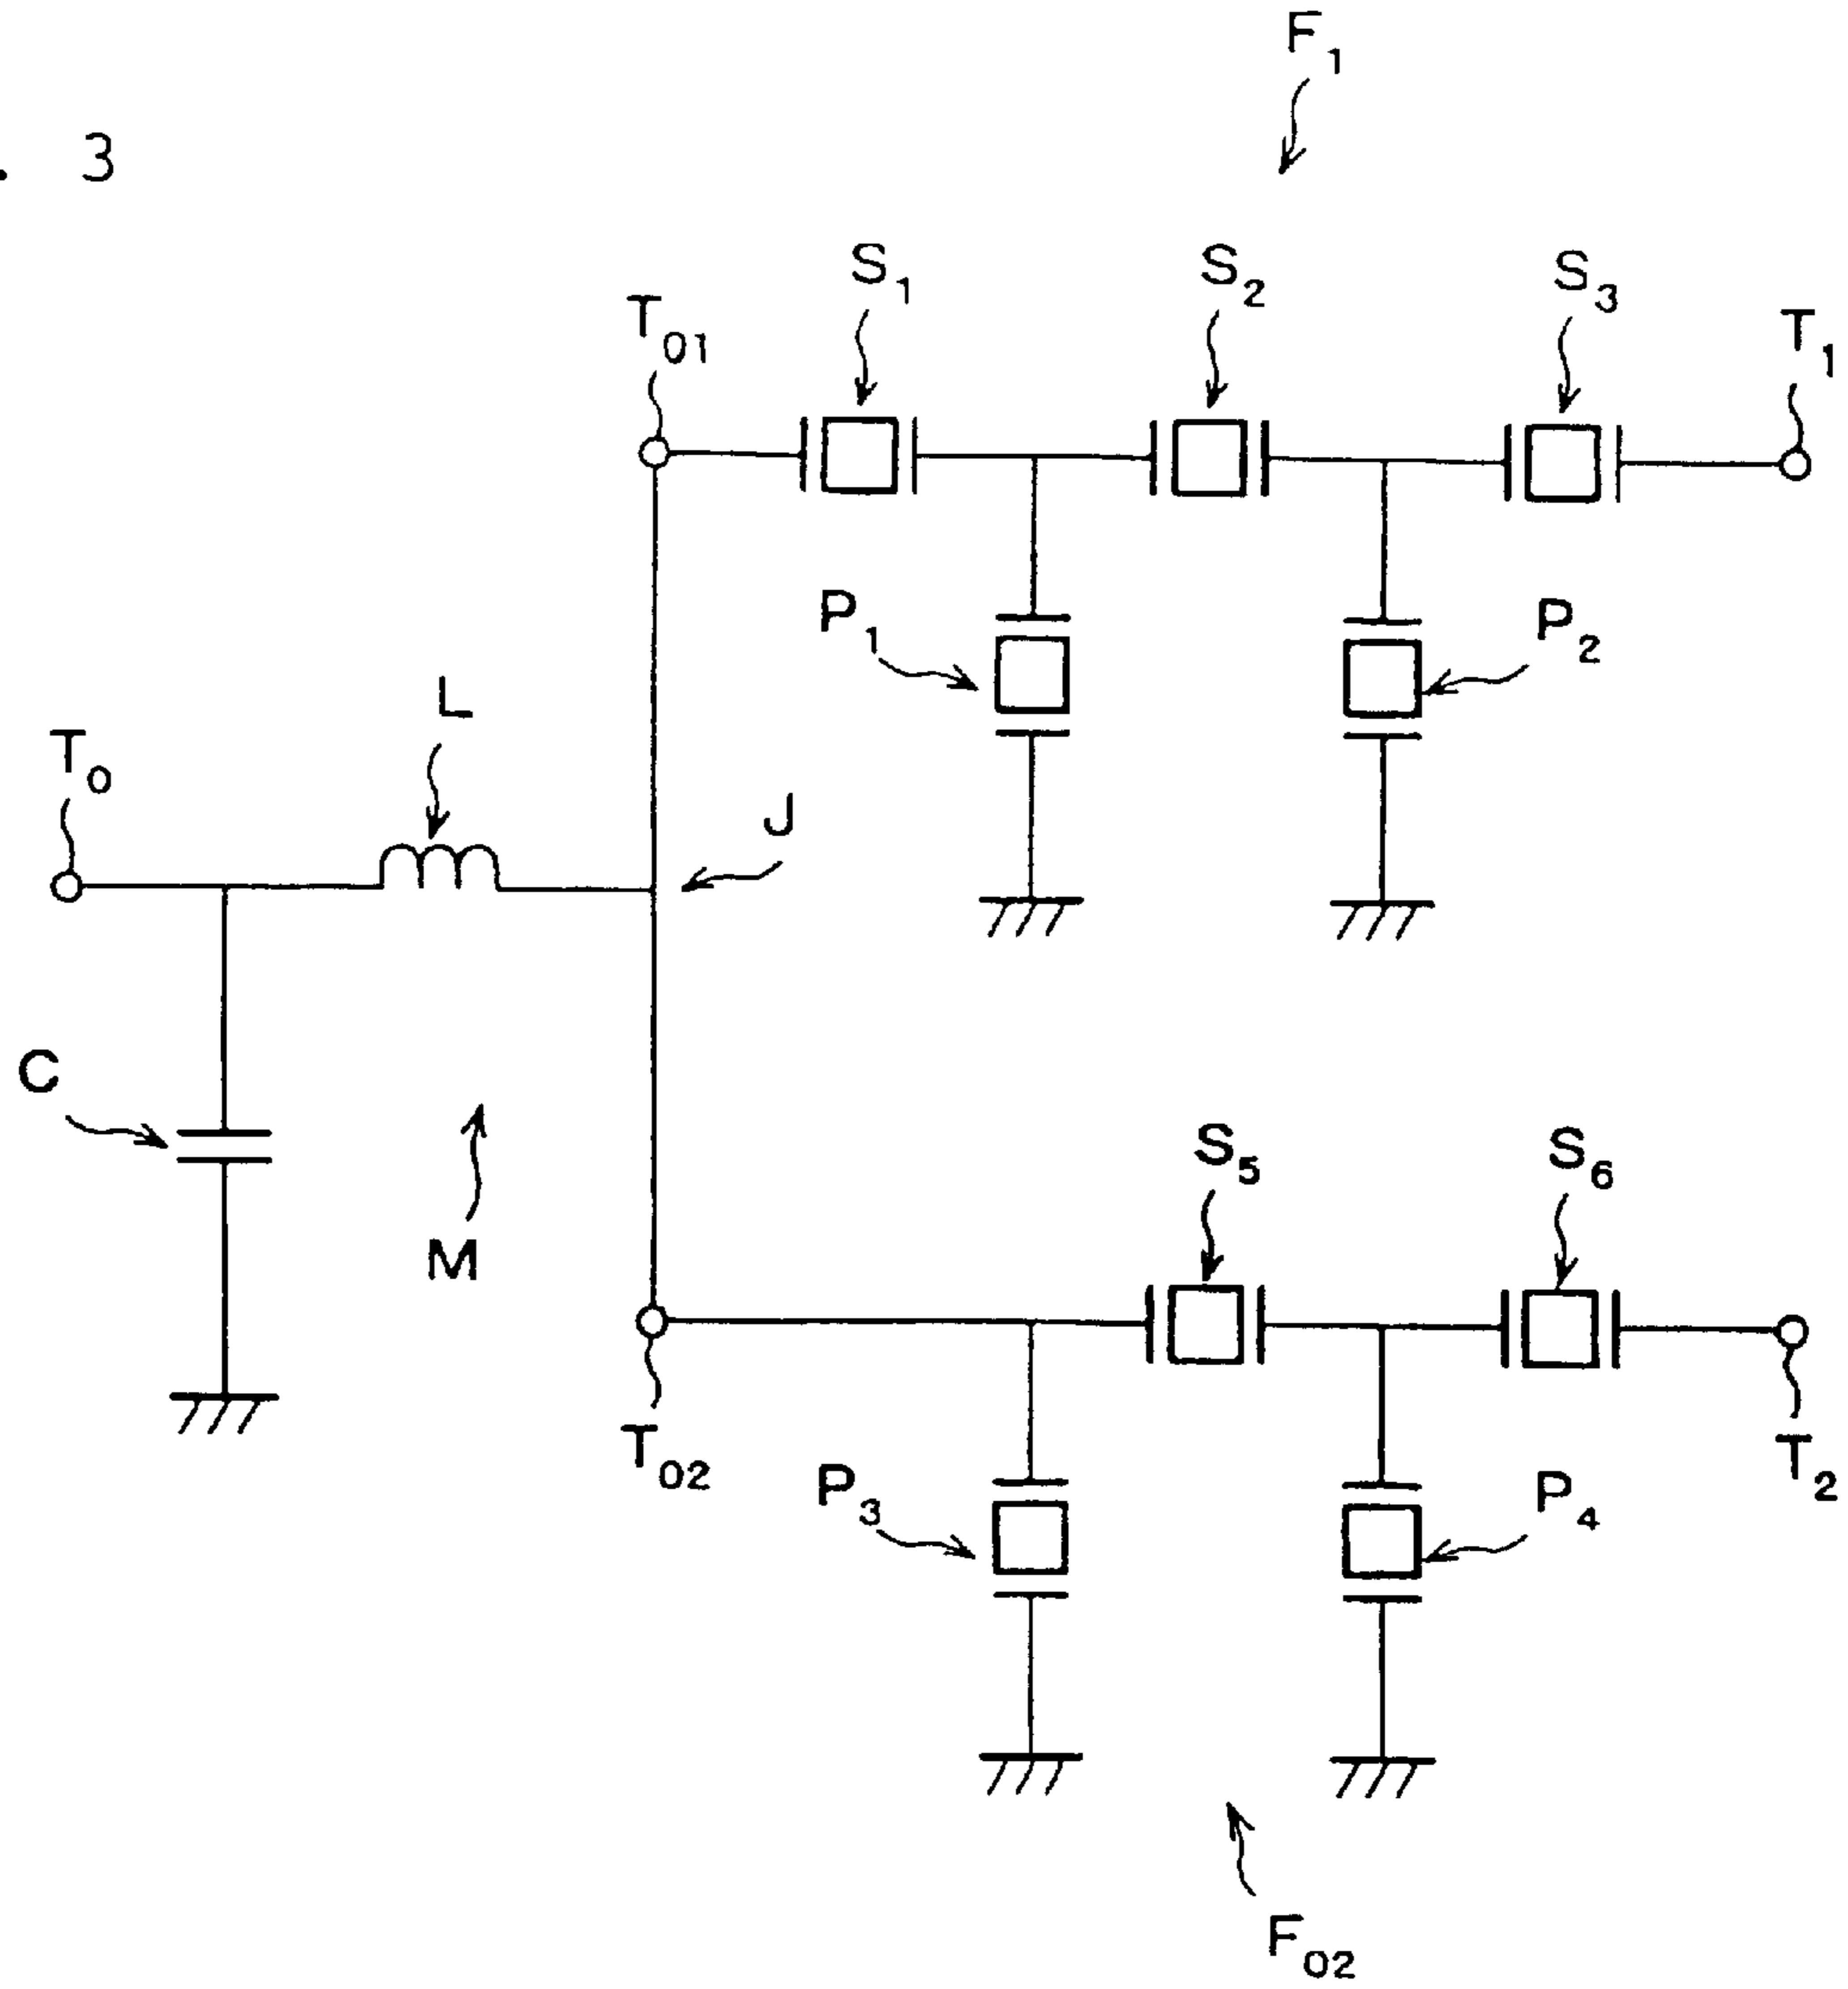 F₁
. 3
S₁ S₂ S₃
T₀₁ T₁
P₁ P₂
L
T₀ J
C
S₅ S₆
M
T₀₂ T₂
P₃ P₄
F₀₂